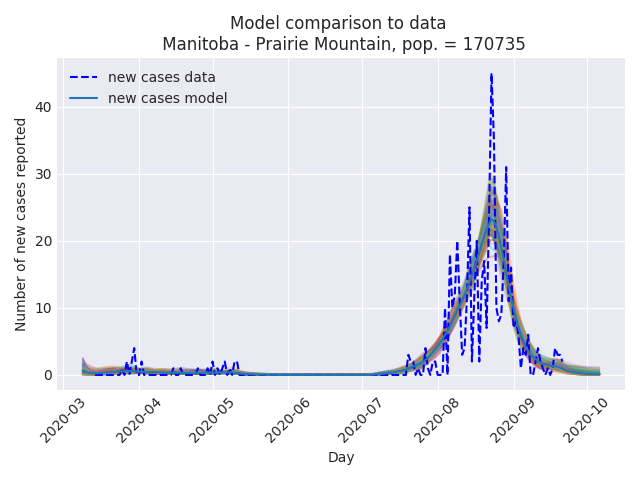 Model comparison to data
Manitoba - Prairie Mountain, pop. = 170735
new cases data
new cases model
Number of new cases reported
40
30
20
10
0
2020-03
2020-04
2020-05
2020-06
2020-07
2020-08
2020-09
2020-10
Day